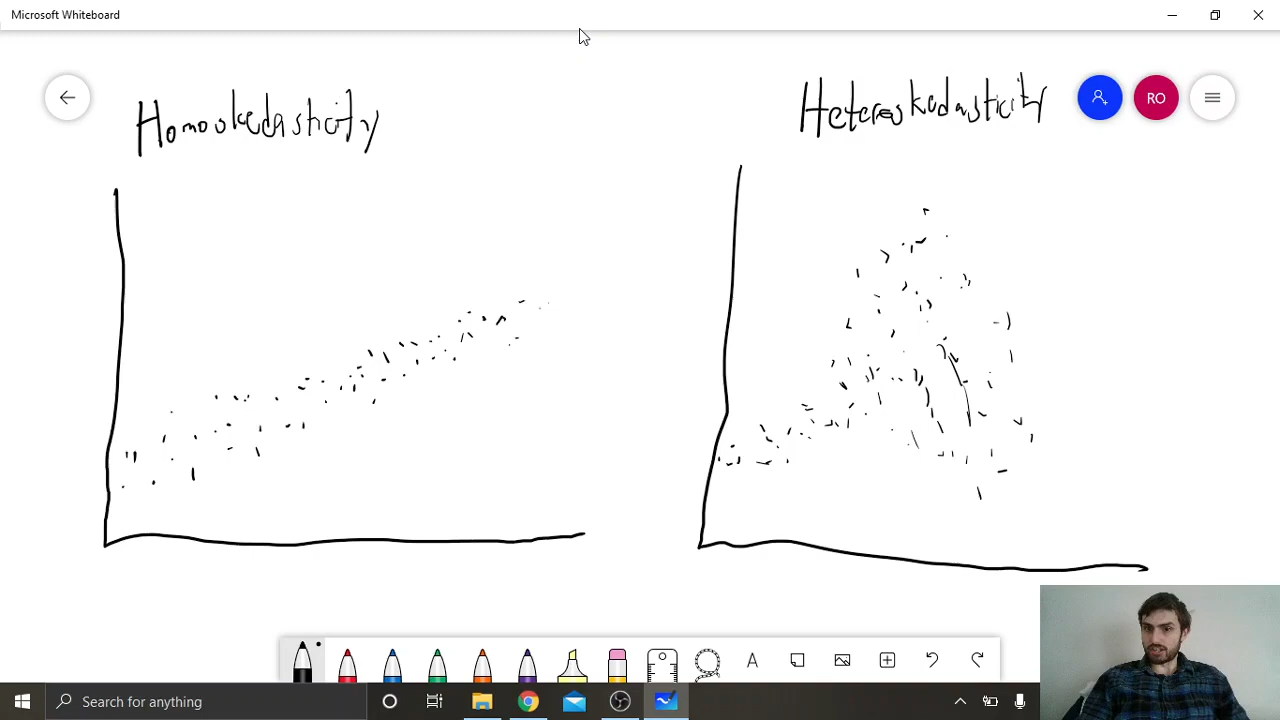 Microsoft Whiteboard
Homoskedasticity
Heteroskedasticity
RO
A
Search for anything